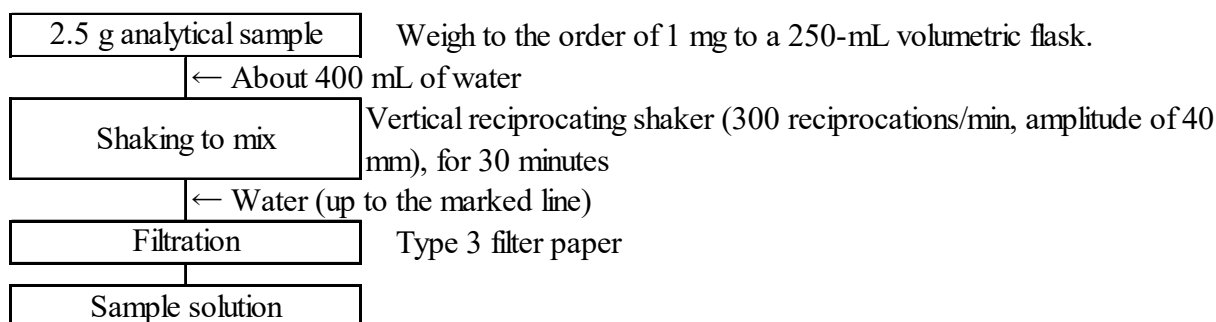 2.5 g analytical sample Weigh to the order of 1 mg to a 250-mL volumetric flask.
← About 400 mL of water
Shaking to mix Vertical reciprocating shaker (300 reciprocations/min, amplitude of 40
mm), for 30 minutes
← Water (up to the marked line)
Filtration Type 3 filter paper
Sample solution